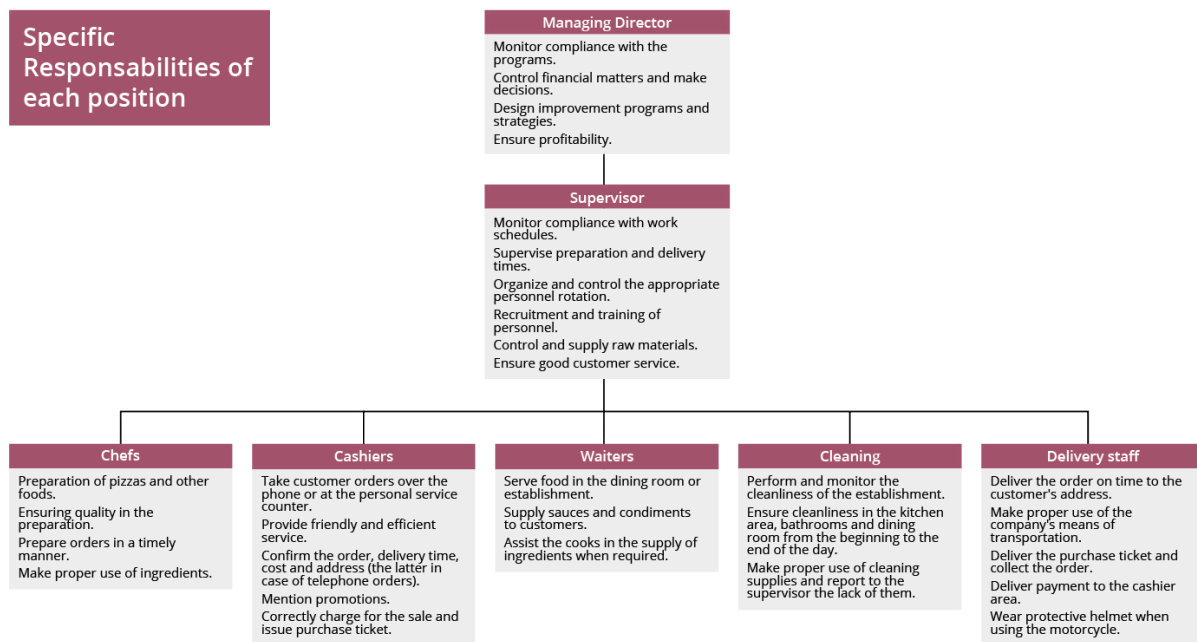 Specific
Responsabilities of
each position
Managing Director
Monitor compliance with the
programs.
Control financial matters and make
decisions.
Design improvement programs and
strategies.
Ensure profitability.
Supervisor
Monitor compliance with work
schedules.
Supervise preparation and delivery
times.
Organize and control the appropriate
personnel rotation.
Recruitment and training of
personnel.
Control and supply raw materials.
Ensure good customer service.
Chefs
Preparation of pizzas and other
foods.
Ensuring quality in the
preparation.
Prepare orders in a timely
manner.
Make proper use of ingredients.
Cashiers
Take customer orders over the
phone or at the personal service
counter.
Provide friendly and efficient
service.
Confirm the order, delivery time,
cost and address (the latter in
case of telephone orders).
Mention promotions.
Correctly charge for the sale and
issue purchase ticket.
Waiters
Serve food in the dining room or
establishment.
Supply sauces and condiments
to customers.
Assist the cooks in the supply of
ingredients when required.
Cleaning
Perform and monitor the
cleanliness of the establishment.
Ensure cleanliness in the kitchen
area, bathrooms and dining
room from the beginning to the
end of the day.
Make proper use of cleaning
supplies and report to the
supervisor the lack of them.
Delivery staff
Deliver the order on time to the
customer's address.
Make proper use of the
company's means of
transportation.
Deliver the purchase ticket and
collect the order.
Deliver payment to the cashier
area.
Wear protective helmet when
using the motorcycle.